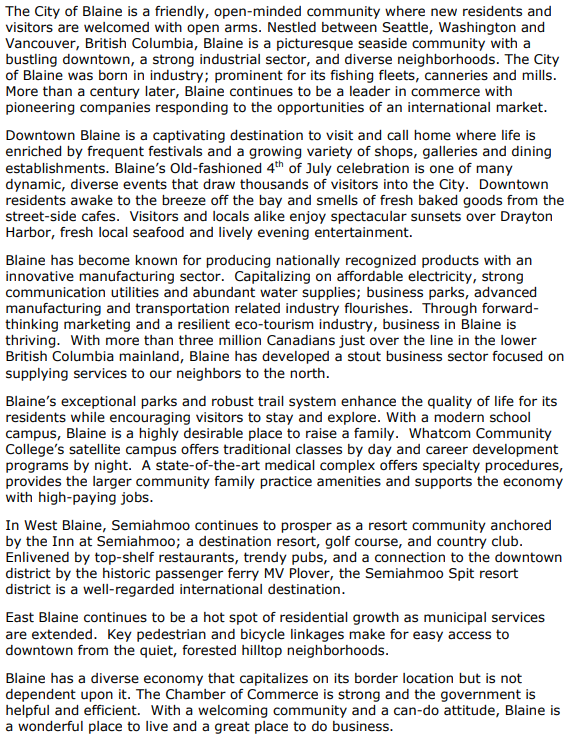 The City of Blaine is a friendly, open-minded community where new residents and
visitors are welcomed with open arms. Nestled between Seattle, Washington and
Vancouver, British Columbia, Blaine is a picturesque seaside community with a
bustling downtown, a strong industrial sector, and diverse neighborhoods. The City
of Blaine was born in industry; prominent for its fishing fleets, canneries and mills.
More than a century later, Blaine continues to be a leader in commerce with
pioneering companies responding to the opportunities of an international market.

Downtown Blaine is a captivating destination to visit and call home where life is
enriched by frequent festivals and a growing variety of shops, galleries and dining
establishments. Blaine's Old-fashioned 4th of July celebration is one of many
dynamic, diverse events that draw thousands of visitors into the City. Downtown
residents awake to the breeze off the bay and smells of fresh baked goods from the
street-side cafes. Visitors and locals alike enjoy spectacular sunsets over Drayton
Harbor, fresh local seafood and lively evening entertainment.

Blaine has become known for producing nationally recognized products with an
innovative manufacturing sector. Capitalizing on affordable electricity, strong
communication utilities and abundant water supplies; business parks, advanced
manufacturing and transportation related industry flourishes. Through forward-
thinking marketing and a resilient eco-tourism industry, business in Blaine is
thriving. With more than three million Canadians just over the line in the lower
British Columbia mainland, Blaine has developed a stout business sector focused on
supplying services to our neighbors to the north.

Blaine's exceptional parks and robust trail system enhance the quality of life for its
residents while encouraging visitors to stay and explore. With a modern school
campus, Blaine is a highly desirable place to raise a family. Whatcom Community
College's satellite campus offers traditional classes by day and career development
programs by night. A state-of-the-art medical complex offers specialty procedures,
provides the larger community family practice amenities and supports the economy
with high-paying jobs.

In West Blaine, Semiahmoo continues to prosper as a resort community anchored
by the Inn at Semiahmoo; a destination resort, golf course, and country club.
Enlivened by top-shelf restaurants, trendy pubs, and a connection to the downtown
district by the historic passenger ferry MV Plover, the Semiahmoo Spit resort
district is a well-regarded international destination.

East Blaine continues to be a hot spot of residential growth as municipal services
are extended. Key pedestrian and bicycle linkages make for easy access to
downtown from the quiet, forested hilltop neighborhoods.

Blaine has a diverse economy that capitalizes on its border location but is not
dependent upon it. The Chamber of Commerce is strong and the government is
helpful and efficient. With a welcoming community and a can-do attitude, Blaine is
a wonderful place to live and a great place to do business.